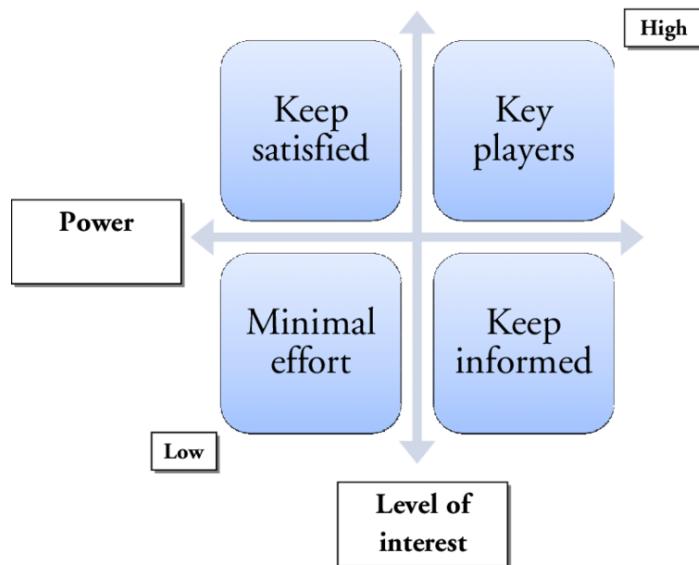 High
Keep
satisfied
Key
players
Power
Minimal
effort
Keep
informed
Low
Level of
interest